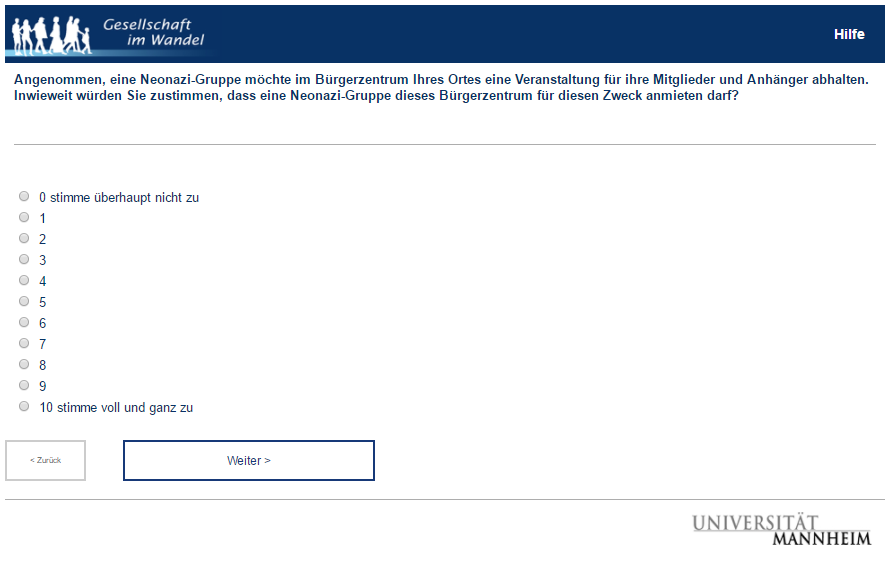 Gesellschaft
im Wandel
Hilfe
Angenommen, eine Neonazi-Gruppe möchte im Bürgerzentrum Ihres Ortes eine Veranstaltung für ihre Mitglieder und Anhänger abhalten.
Inwieweit würden Sie zustimmen, dass eine Neonazi-Gruppe dieses Bürgerzentrum für diesen Zweck anmieten darf?
0 stimme überhaupt nicht zu
1
2
3
4
5
6
7
8
9
10 stimme voll und ganz zu
< Zurück
Weiter >
UNIVERSITÄT
MANNHEIM